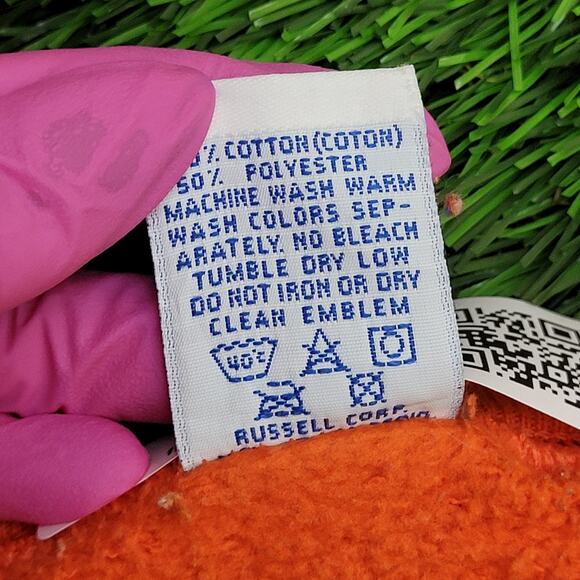 % COTTON (COTON)
50% POLYESTER
MACHINE WASH WARM
WASH COLORS SEP-
ARATELY, NO BLEACH
TUMBLE DRY LOW
DO NOT IRON OR DRY
CLEAN EMBLEM
40°C
RUSSELL CORP.